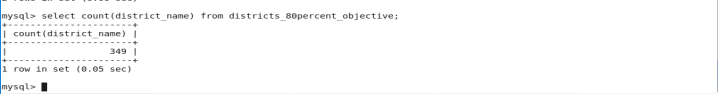 mysql> select count(district_name) from districts_80percent_objective;
+----------------------+
| count(district_name) |
+----------------------+
|                  349 |
+----------------------+
1 row in set (0.05 sec)
mysql>